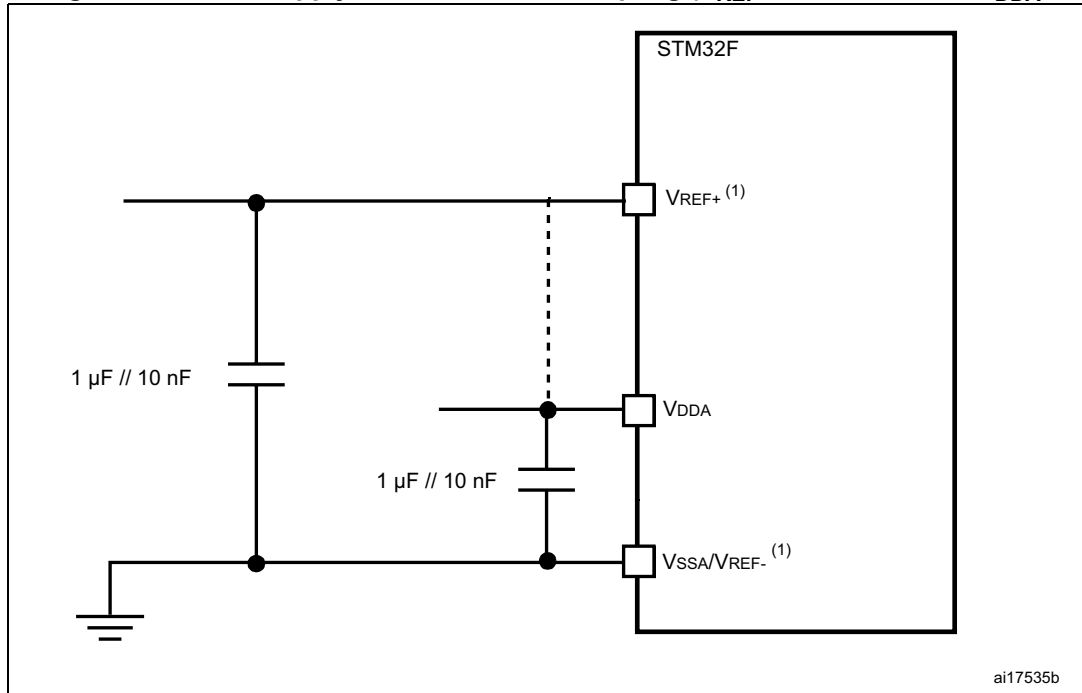 STM32F
VREF+ (1)
1 µF // 10 nF
VDDA
1 µF // 10 nF
VSSA/VREF- (1)
ai17535b